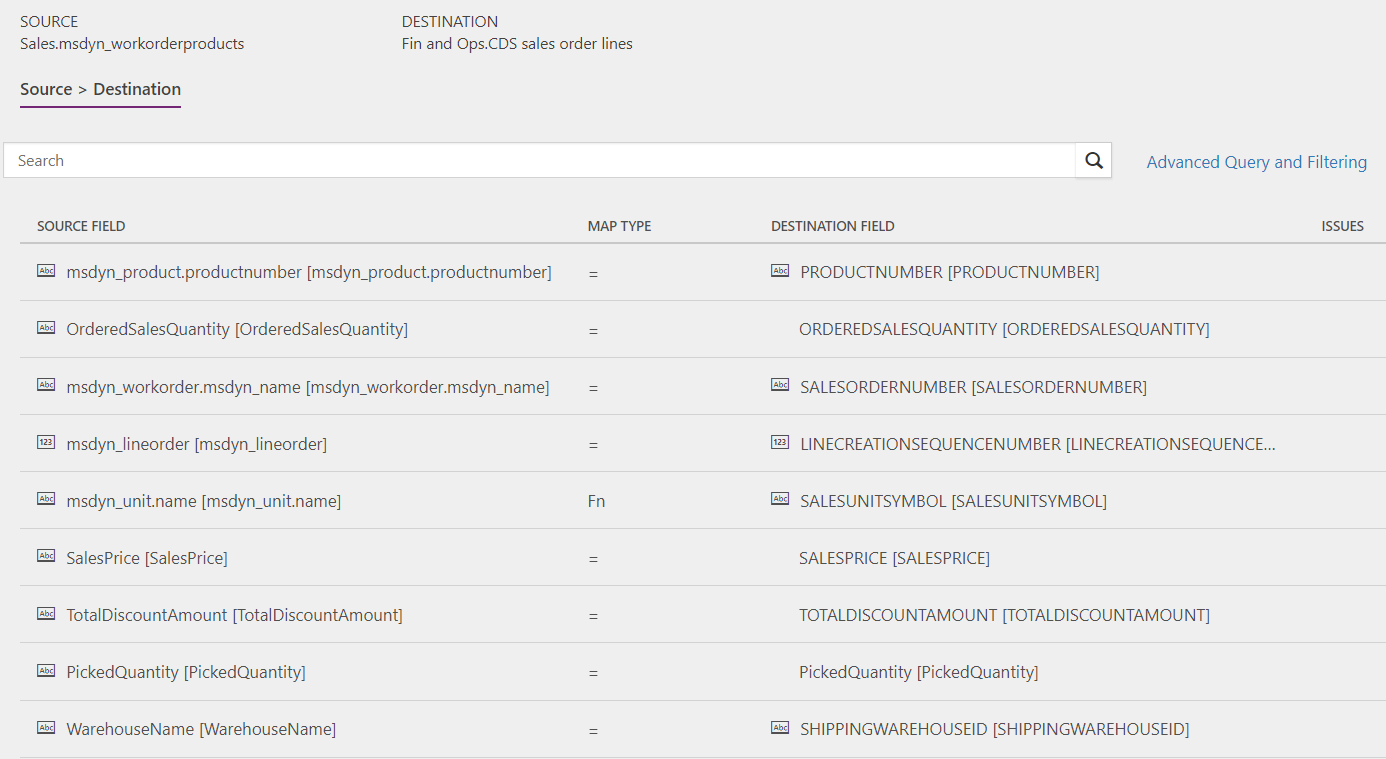 SOURCE DESTINATION
Sales.msdyn_workorderproducts Fin and Ops.CDS sales order lines
Source > Destination
Search Advanced Query and Filtering
SOURCE FIELD MAP TYPE DESTINATION FIELD ISSUES
Abc msdyn_product.productnumber [msdyn_product.productnumber] = Abc PRODUCTNUMBER [PRODUCTNUMBER]
Abc OrderedSalesQuantity [OrderedSalesQuantity] = ORDEREDSALESQUANTITY [ORDEREDSALESQUANTITY]
Abc msdyn_workorder.msdyn_name [msdyn_workorder.msdyn_name] = Abc SALESORDERNUMBER [SALESORDERNUMBER]
123 msdyn_lineorder [msdyn_lineorder] = 123 LINECREATIONSEQUENCENUMBER [LINECREATIONSEQUENCE...
Abc msdyn_unit.name [msdyn_unit.name] Fn Abc SALESUNITSYMBOL [SALESUNITSYMBOL]
Abc SalesPrice [SalesPrice] = SALESPRICE [SALESPRICE]
Abc TotalDiscountAmount [TotalDiscountAmount] = TOTALDISCOUNTAMOUNT [TOTALDISCOUNTAMOUNT]
Abc PickedQuantity [PickedQuantity] = PickedQuantity [PickedQuantity]
Abc WarehouseName [WarehouseName] = Abc SHIPPINGWAREHOUSEID [SHIPPINGWAREHOUSEID]